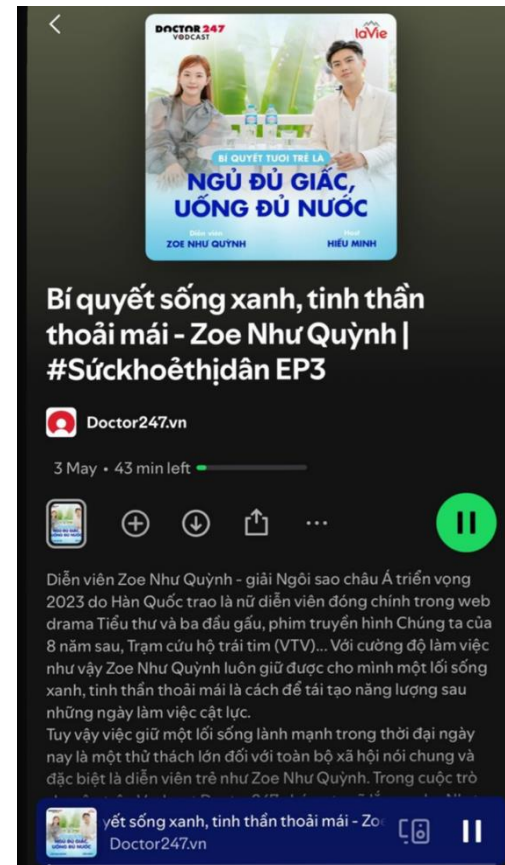 DOCTOR 247
VODCAST
laVie
BÍ QUYẾT TUỔI TRẺ LÀ
NGỦ ĐỦ GIẤC,
UỐNG ĐỦ NƯỚC
Diễn viên
ZOE NHƯ QUỲNH
Host
HIẾU MINH
Bí quyết sống xanh, tinh thần
thoải mái - Zoe Như Quỳnh |
#Sứckhoẻthịdân EP3
Doctor247.vn
3 May • 43 min left
Diễn viên Zoe Như Quỳnh - giải Ngôi sao châu Á triển vọng
2023 do Hàn Quốc trao là nữ diễn viên đóng chính trong web
drama Tiểu thư và ba đầu gấu, phim truyền hình Chúng ta của
8 năm sau, Trạm cứu hộ trái tim (VTV)... Với cường độ làm việc
như vậy Zoe Như Quỳnh luôn giữ được cho mình một lối sống
xanh, tinh thần thoải mái là cách để tái tạo năng lượng sau
những ngày làm việc cật lực.
Tuy vậy việc giữ một lối sống lành mạnh trong thời đại ngày
nay là một thử thách lớn đối với toàn bộ xã hội nói chung và
đặc biệt là diễn viên trẻ như Zoe Như Quỳnh. Trong cuộc trò
yết sống xanh, tinh thần thoải mái - Zo
Doctor247.vn